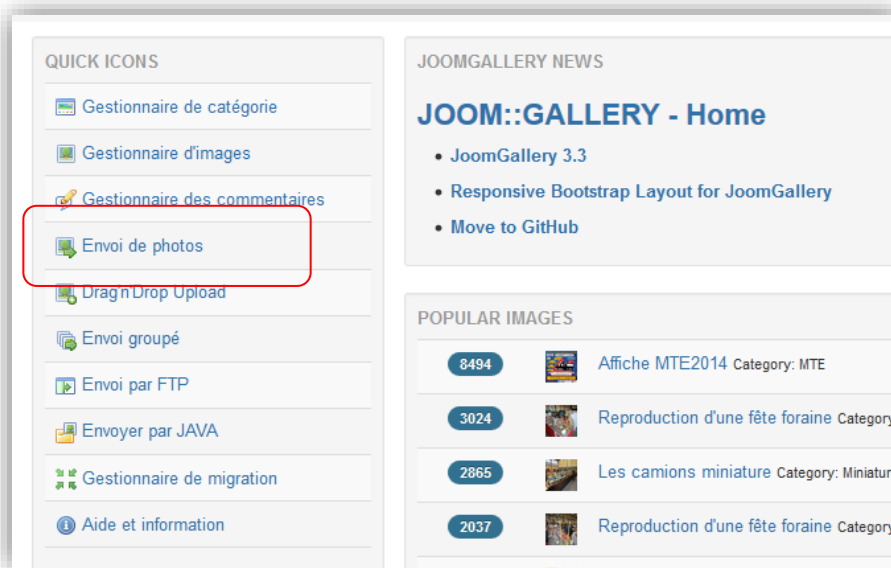 QUICK ICONS
Gestionnaire de catégorie
Gestionnaire d'images
Gestionnaire des commentaires
Envoi de photos
Drag'n'Drop Upload
Envoi groupé
Envoi par FTP
Envoyer par JAVA
Gestionnaire de migration
Aide et information
JOOMGALLERY NEWS
JOOM::GALLERY - Home
JoomGallery 3.3
Responsive Bootstrap Layout for JoomGallery
Move to GitHub
POPULAR IMAGES
8494 Affiche MTE2014 Category: MTE
3024 Reproduction d'une fête foraine Category
2865 Les camions miniature Category: Miniatur
2037 Reproduction d'une fête foraine Category